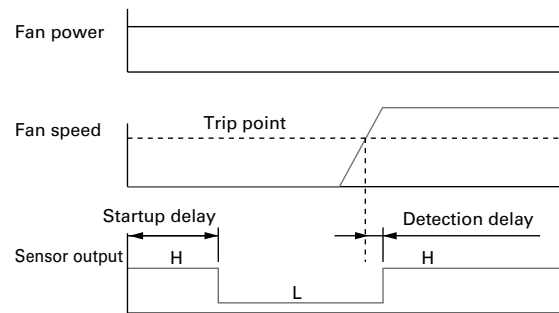 Fan power
Fan speed
Trip point
Startup delay
Detection delay
Sensor output
H
H
L